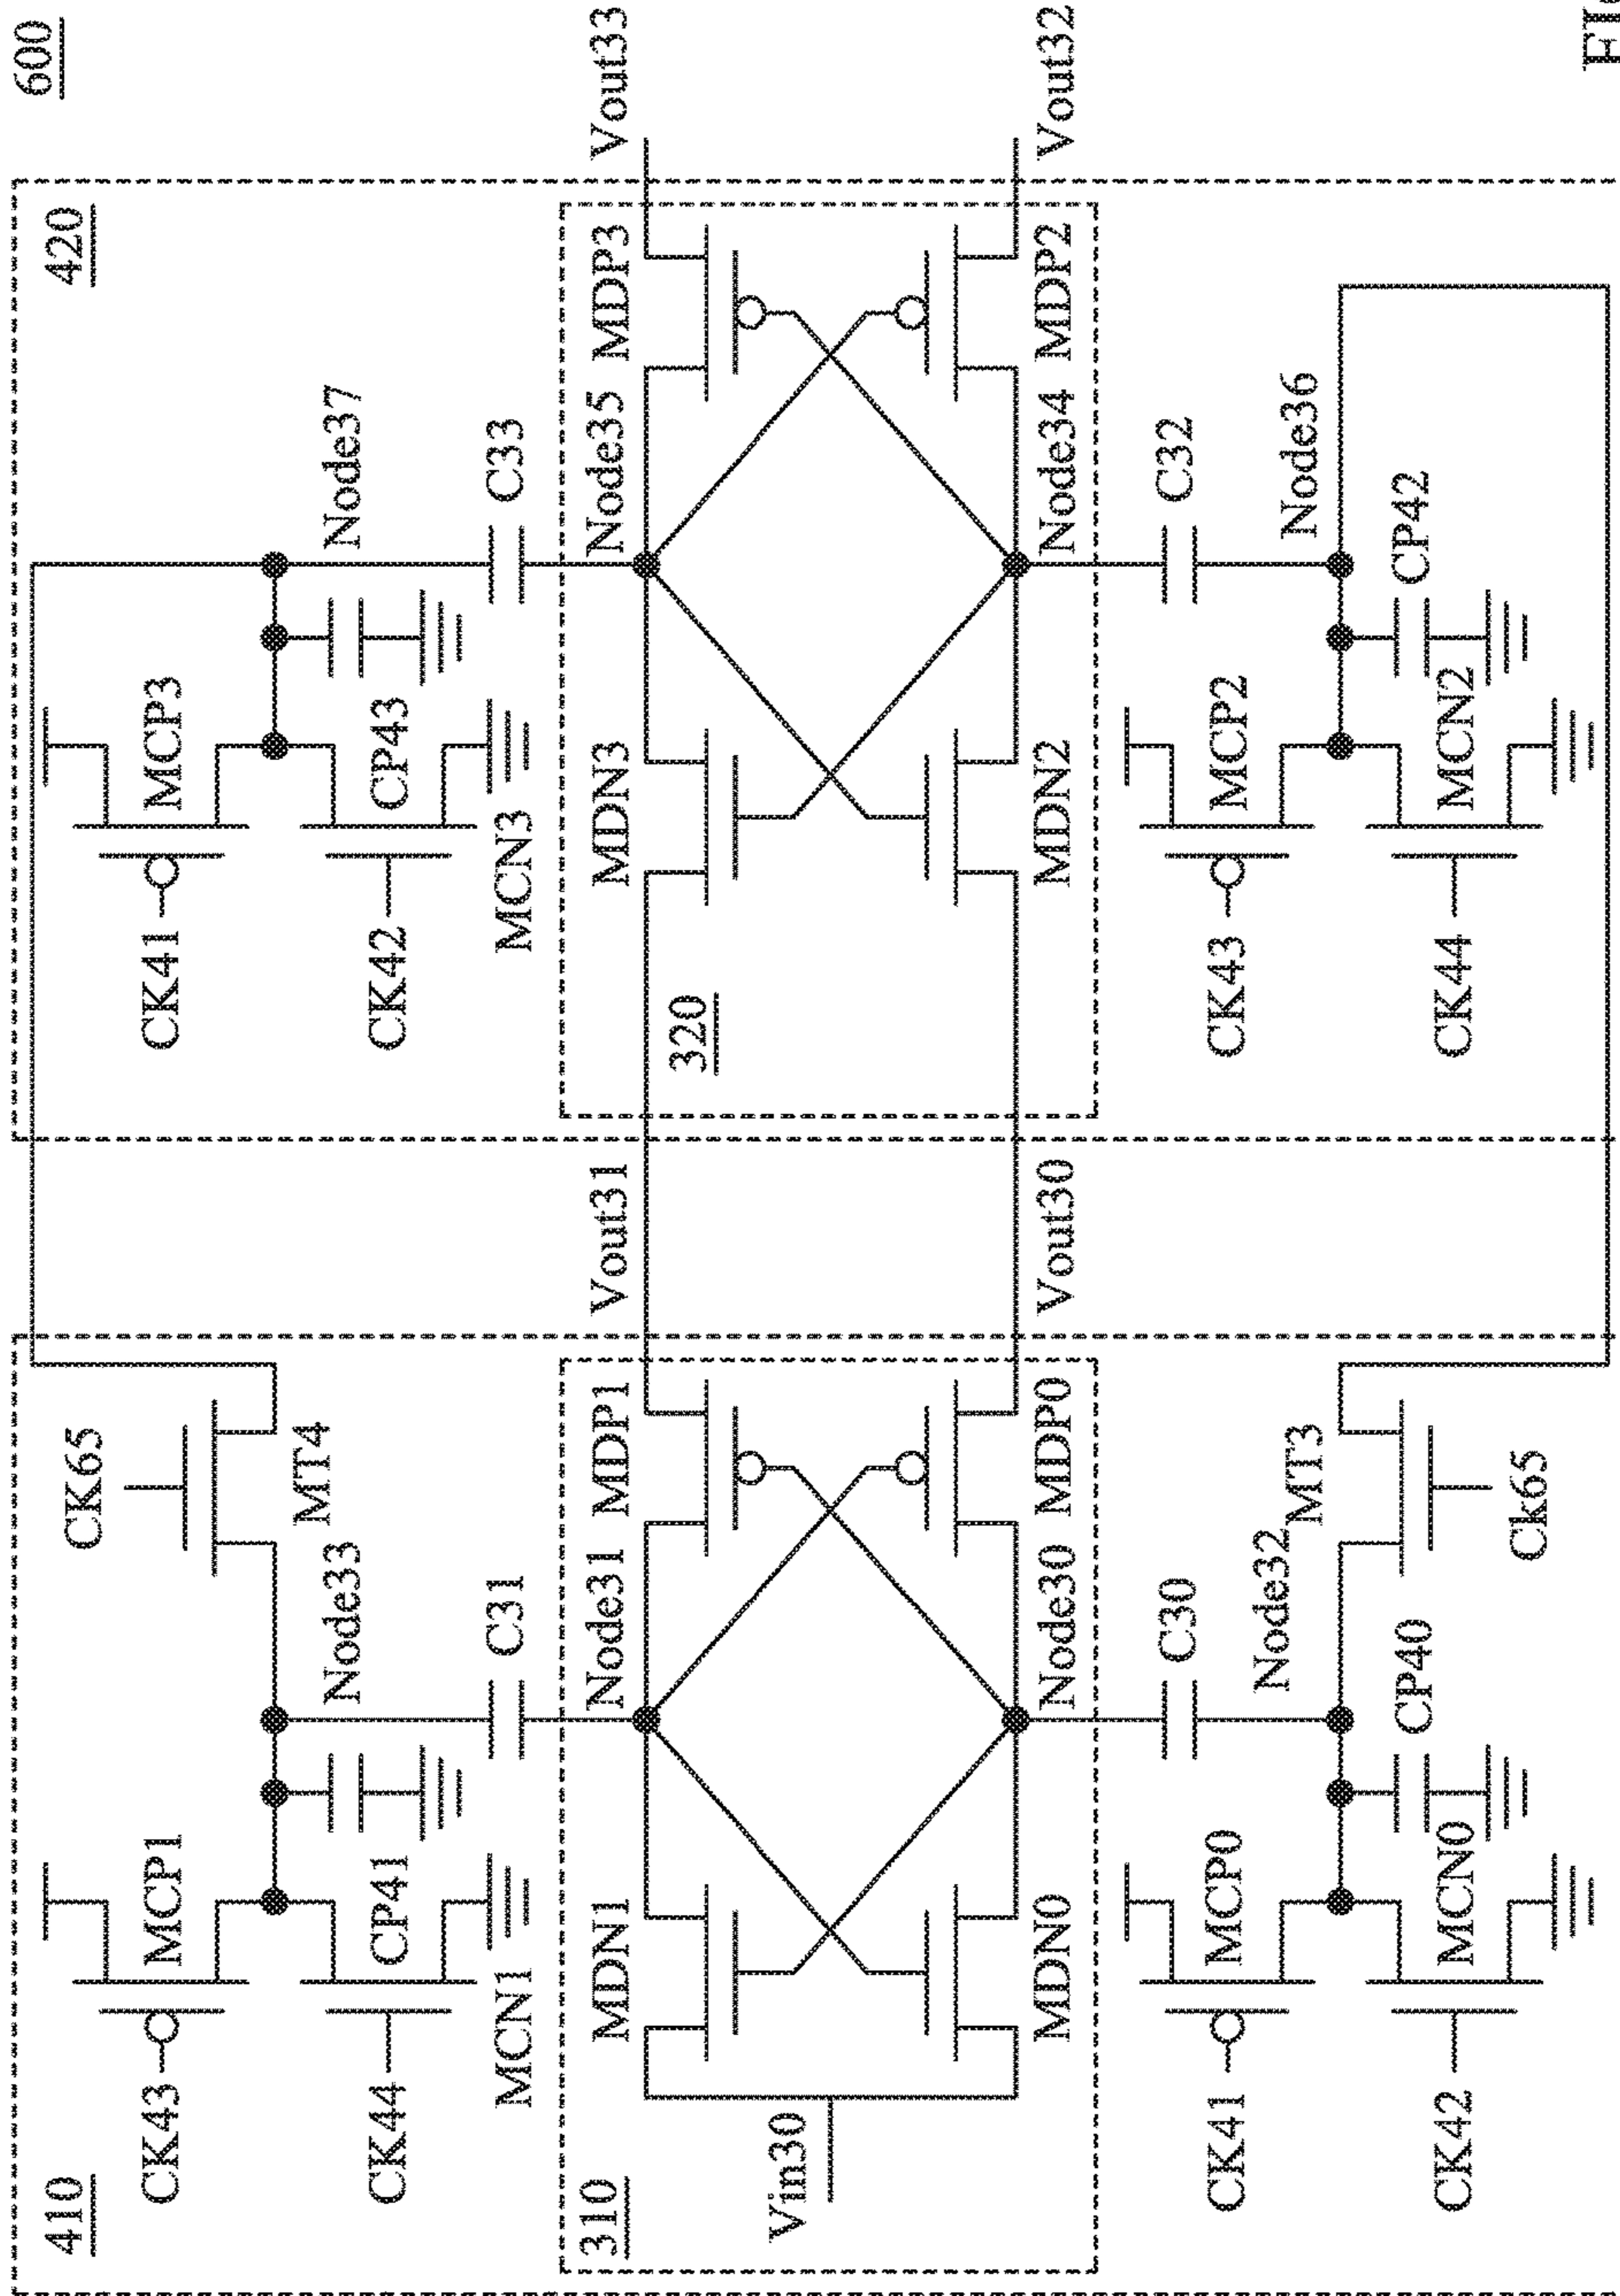 600
410
CK43
MCP1
CK44
CP41
MCN1
Node33
C31
CK65
MT4
420
CK41
MCP3
CK42
CP43
MCN3
Node37
C33
310
Vin30
MDN1
MDN0
Node31
Node30
MDP1
MDP0
Vout31
Vout30
320
MDN3
MDN2
Node35
Node34
MDP3
MDP2
Vout33
Vout32
CK41
MCP0
CK42
MCN0
C30
Node32
CP40
MT3
Ck65
CK43
MCP2
CK44
MCN2
C32
Node36
CP42